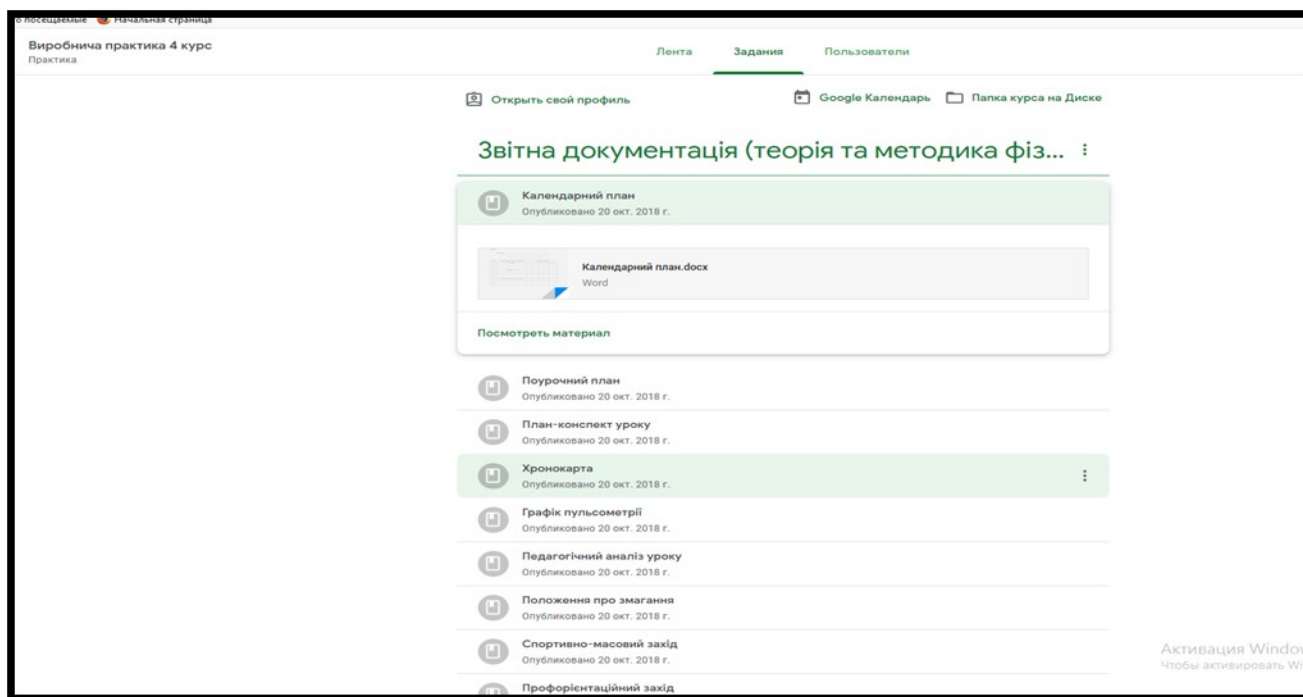 о посещаемые Начальная страница
Виробнича практика 4 курс
Практика
Лента Задания Пользователи
Открыть свой профиль Google Календарь Папка курса на Диске
Звітна документація (теорія та методика фіз...
Календарний план
Опубликовано 20 окт. 2018 г.
Календарний план.docx
Word
Посмотреть материал
Поурочний план
Опубликовано 20 окт. 2018 г.
План-конспект уроку
Опубликовано 20 окт. 2018 г.
Хронокарта
Опубликовано 20 окт. 2018 г.
Графік пульсометрії
Опубликовано 20 окт. 2018 г.
Педагогічний аналіз уроку
Опубликовано 20 окт. 2018 г.
Положення про змагання
Опубликовано 20 окт. 2018 г.
Спортивно-масовий захід
Опубликовано 20 окт. 2018 г.
Профорієнтаційний захід
Активация Window
Чтобы активировать Wi